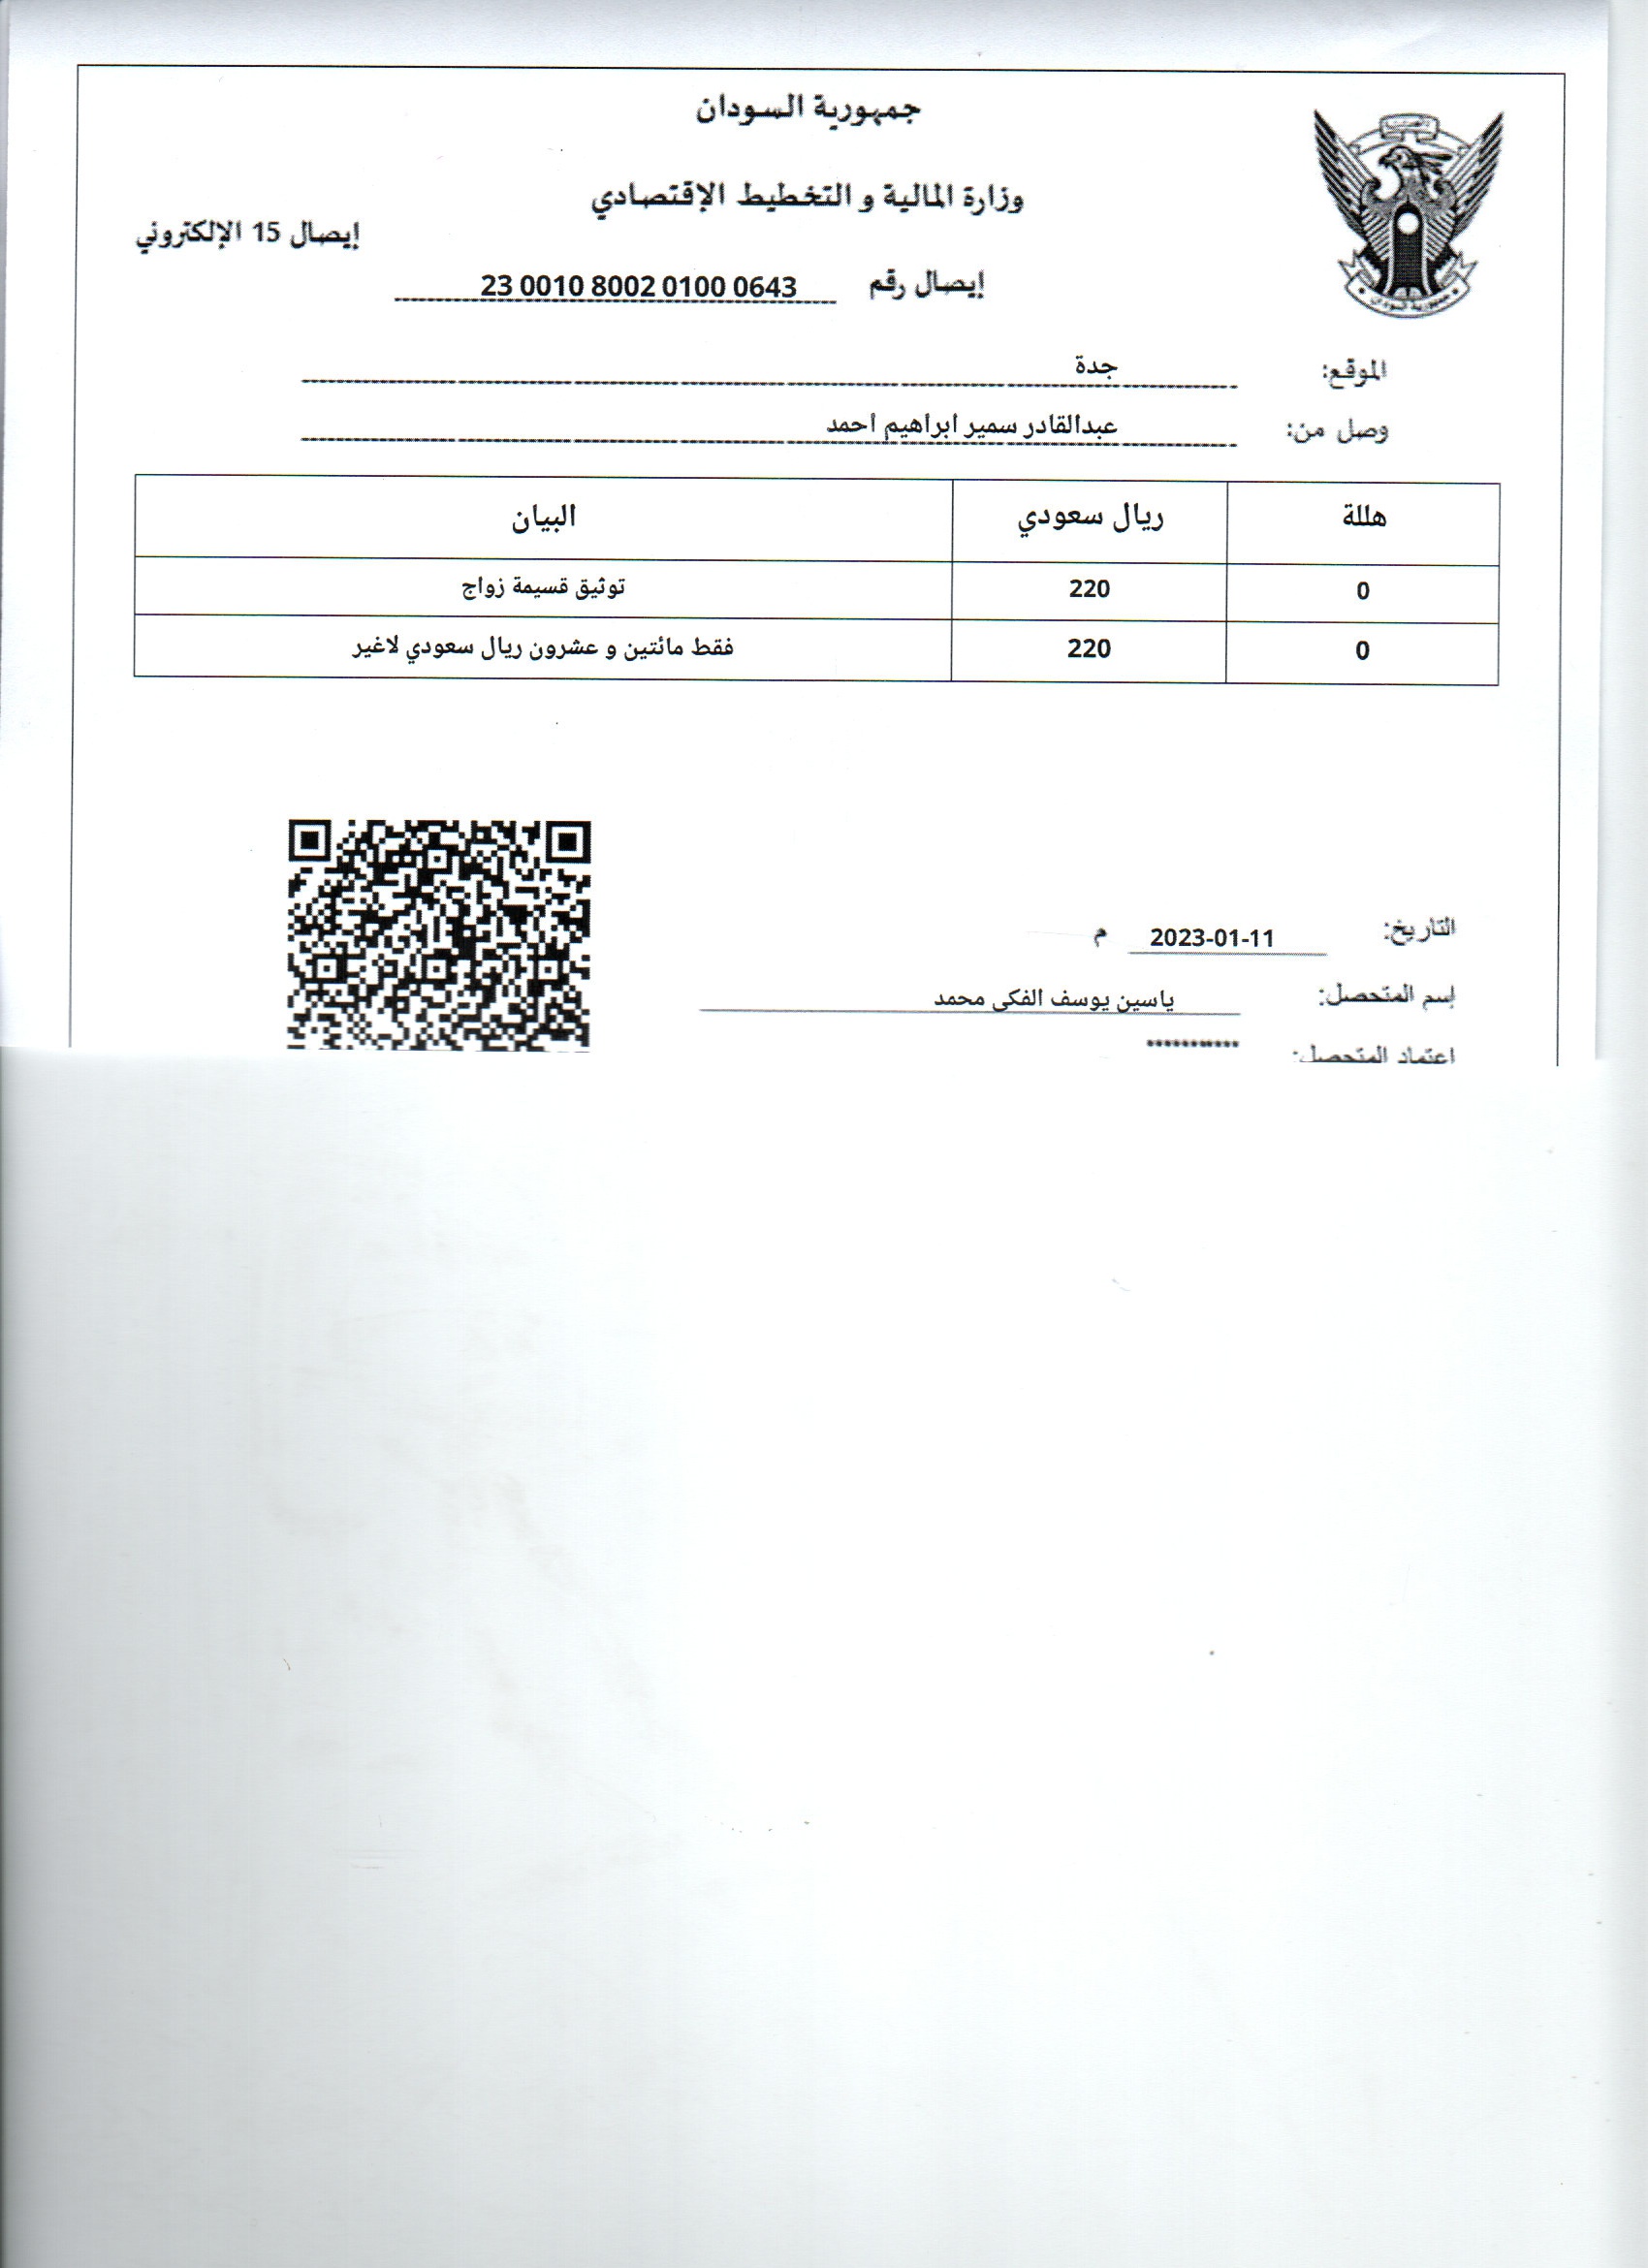 جمهورية السودان
وزارة المالية و التخطيط الإقتصادي
إيصال 15 الإلكتروني
إيصال رقم 23 0010 8002 0100 0643
الموقع: جدة
وصل من: عبدالقادر سمير ابراهيم احمد
هللة ريال سعودي البيان
0 220 توثيق قسيمة زواج
0 220 فقط مائتين و عشرون ريال سعودي لاغير
التاريخ: 2023-01-11 م
إسم المتحصل: ياسين يوسف الفكى محمد
اعتماد المتحصل: ***********